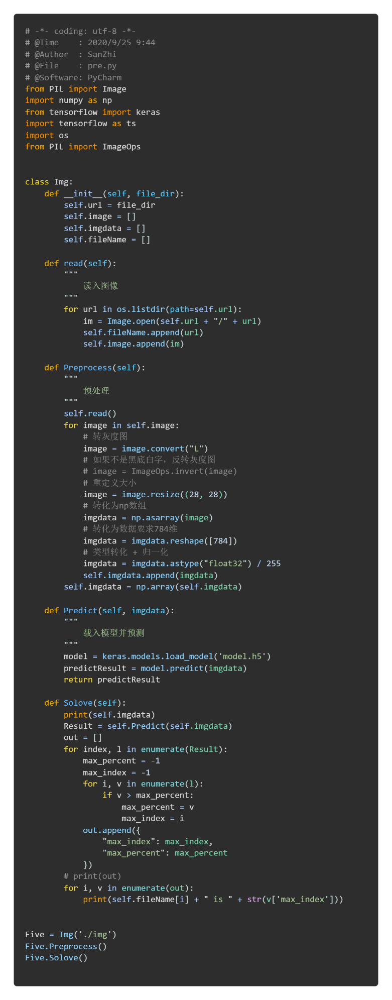 # -*- coding: utf-8 -*-
# @Time    : 2020/9/25 9:44
# @Author  : SanZhi
# @File    : pre.py
# @Software: PyCharm
from PIL import Image
import numpy as np
from tensorflow import keras
import tensorflow as ts
import os
from PIL import ImageOps


class Img:
    def __init__(self, file_dir):
        self.url = file_dir
        self.image = []
        self.imgdata = []
        self.fileName = []

    def read(self):
        """
            读入图像
        """
        for url in os.listdir(path=self.url):
            im = Image.open(self.url + "/" + url)
            self.fileName.append(url)
            self.image.append(im)

    def Preprocess(self):
        """
            预处理
        """
        self.read()
        for image in self.image:
            # 转灰度图
            image = image.convert("L")
            # 如果不是黑底白字，反转灰度图
            # image = ImageOps.invert(image)
            # 重定义大小
            image = image.resize((28, 28))
            # 转化为np数组
            imgdata = np.asarray(image)
            # 转化为数据要求784维
            imgdata = imgdata.reshape([784])
            # 类型转化 + 归一化
            imgdata = imgdata.astype("float32") / 255
            self.imgdata.append(imgdata)
        self.imgdata = np.array(self.imgdata)

    def Predict(self, imgdata):
        """
            载入模型并预测
        """
        model = keras.models.load_model('model.h5')
        predictResult = model.predict(imgdata)
        return predictResult

    def Solove(self):
        print(self.imgdata)
        Result = self.Predict(self.imgdata)
        out = []
        for index, l in enumerate(Result):
            max_percent = -1
            max_index = -1
            for i, v in enumerate(l):
                if v > max_percent:
                    max_percent = v
                    max_index = i
            out.append({
                "max_index": max_index,
                "max_percent": max_percent
            })
        # print(out)
        for i, v in enumerate(out):
            print(self.fileName[i] + " is " + str(v['max_index']))


Five = Img('./img')
Five.Preprocess()
Five.Solove()